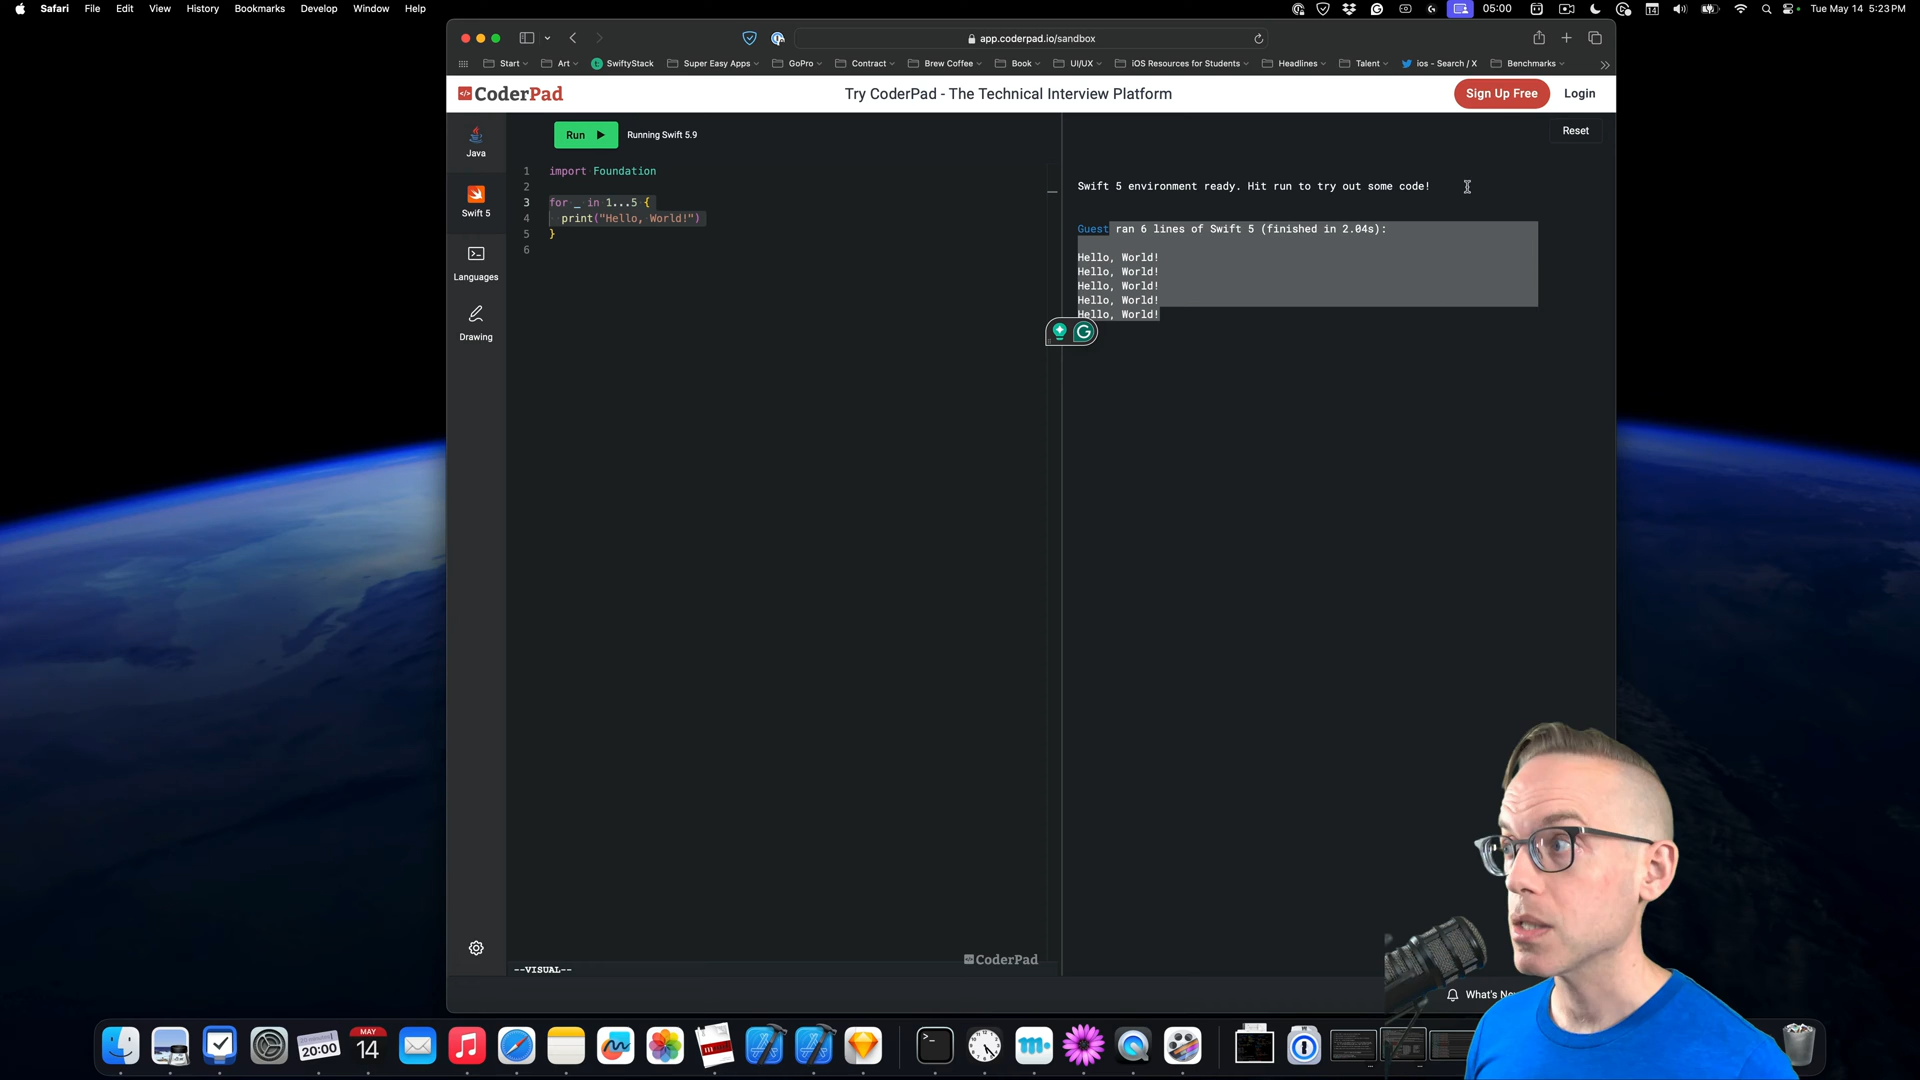 Safari File Edit View History Bookmarks Develop Window Help
05:00
14
Tue May 14 5:23 PM
app.coderpad.io/sandbox
Start Art SwiftyStack Super Easy Apps GoPro Contract Brew Coffee Book UI/UX iOS Resources for Students Headlines Talent ios - Search / X Benchmarks
CoderPad
Try CoderPad - The Technical Interview Platform
Sign Up Free
Login
Java
Swift 5
Languages
Drawing
Run
Running Swift 5.9
Reset
1 import Foundation
2
3 for _ in 1...5 {
4 print("Hello, World!")
5 }
6
Swift 5 environment ready. Hit run to try out some code!
Guest ran 6 lines of Swift 5 (finished in 2.04s):
Hello, World!
Hello, World!
Hello, World!
Hello, World!
Hello, World!
CoderPad
--VISUAL--
What's
20:00
MAY
14